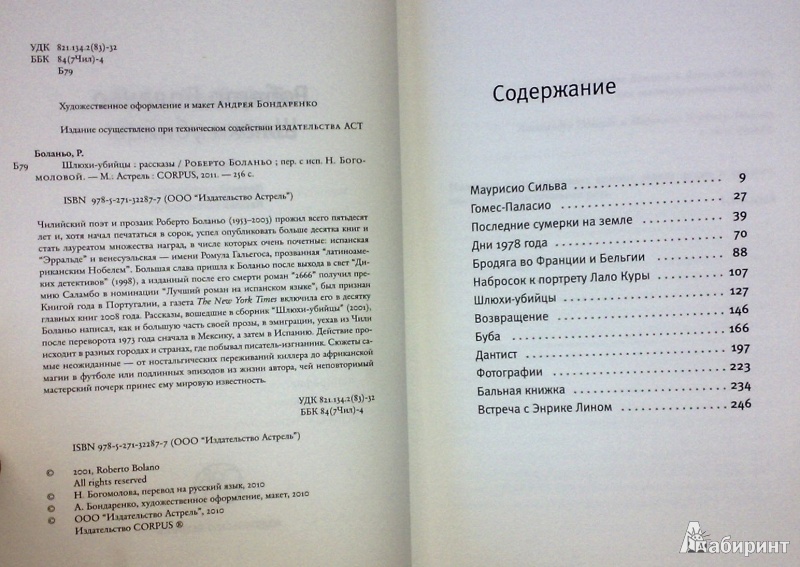 УДК 821.134.2(83)-32
ББК 84(7Чил)-4
Б79
Художественное оформление и макет Андрея Бондаренко
Издание осуществлено при техническом содействии издательства АСТ
Боланьо, Р.
Б79 Шлюхи-убийцы : рассказы / Роберто Боланьо ; пер. с исп. Н. Бого-
моловой. — М.: Астрель : CORPUS, 2011. — 256 с.
ISBN 978-5-271-32287-7 (ООО "Издательство Астрель")
Чилийский поэт и прозаик Роберто Боланьо (1953–2003) прожил всего пятьдесят
лет и, хотя начал печататься в сорок, успел опубликовать больше десятка книг и
стать лауреатом множества наград, в числе которых очень почетные: испанская
"Эрральде" и венесуэльская — имени Ромула Гальегоса, прозванная "латиноаме-
риканским Нобелем". Большая слава пришла к Боланьо после выхода в свет "Ди-
ких детективов" (1998), а изданный после его смерти роман "2666" получил пре-
мию Саламбо в номинации "Лучший роман на испанском языке", был признан
Книгой года в Португалии, а газета The New York Times включила его в десятку
главных книг 2008 года. Рассказы, вошедшие в сборник "Шлюхи-убийцы" (2001),
Боланьо написал, как и большую часть своей прозы, в эмиграции, уехав из Чили
после переворота 1973 года сначала в Мексику, а затем в Испанию. Действие про-
исходит в разных городах и странах, где побывал писатель-изгнанник. Сюжеты са-
мые неожиданные — от ностальгических переживаний киллера до африканской
магии в футболе или подлинных эпизодов из жизни автора, чей неповторимый
мастерский почерк принес ему мировую известность.
УДК 821.134.2(83)-32
ББК 84(7Чил)-4
ISBN 978-5-271-32287-7 (ООО "Издательство Астрель")
© 2001, Roberto Bolano
All rights reserved
© Н. Богомолова, перевод на русский язык, 2010
© А. Бондаренко, художественное оформление, макет, 2010
© ООО "Издательство Астрель", 2010
Издательство CORPUS ®
Содержание
Маурисио Сильва 9
Гомес-Паласио 27
Последние сумерки на земле 39
Дни 1978 года 70
Бродяга во Франции и Бельгии 88
Набросок к портрету Лало Куры 107
Шлюхи-убийцы 127
Возвращение 146
Буба 166
Дантист 197
Фотографии 223
Бальная книжка 234
Встреча с Энрике Лином 246
Лабиринт